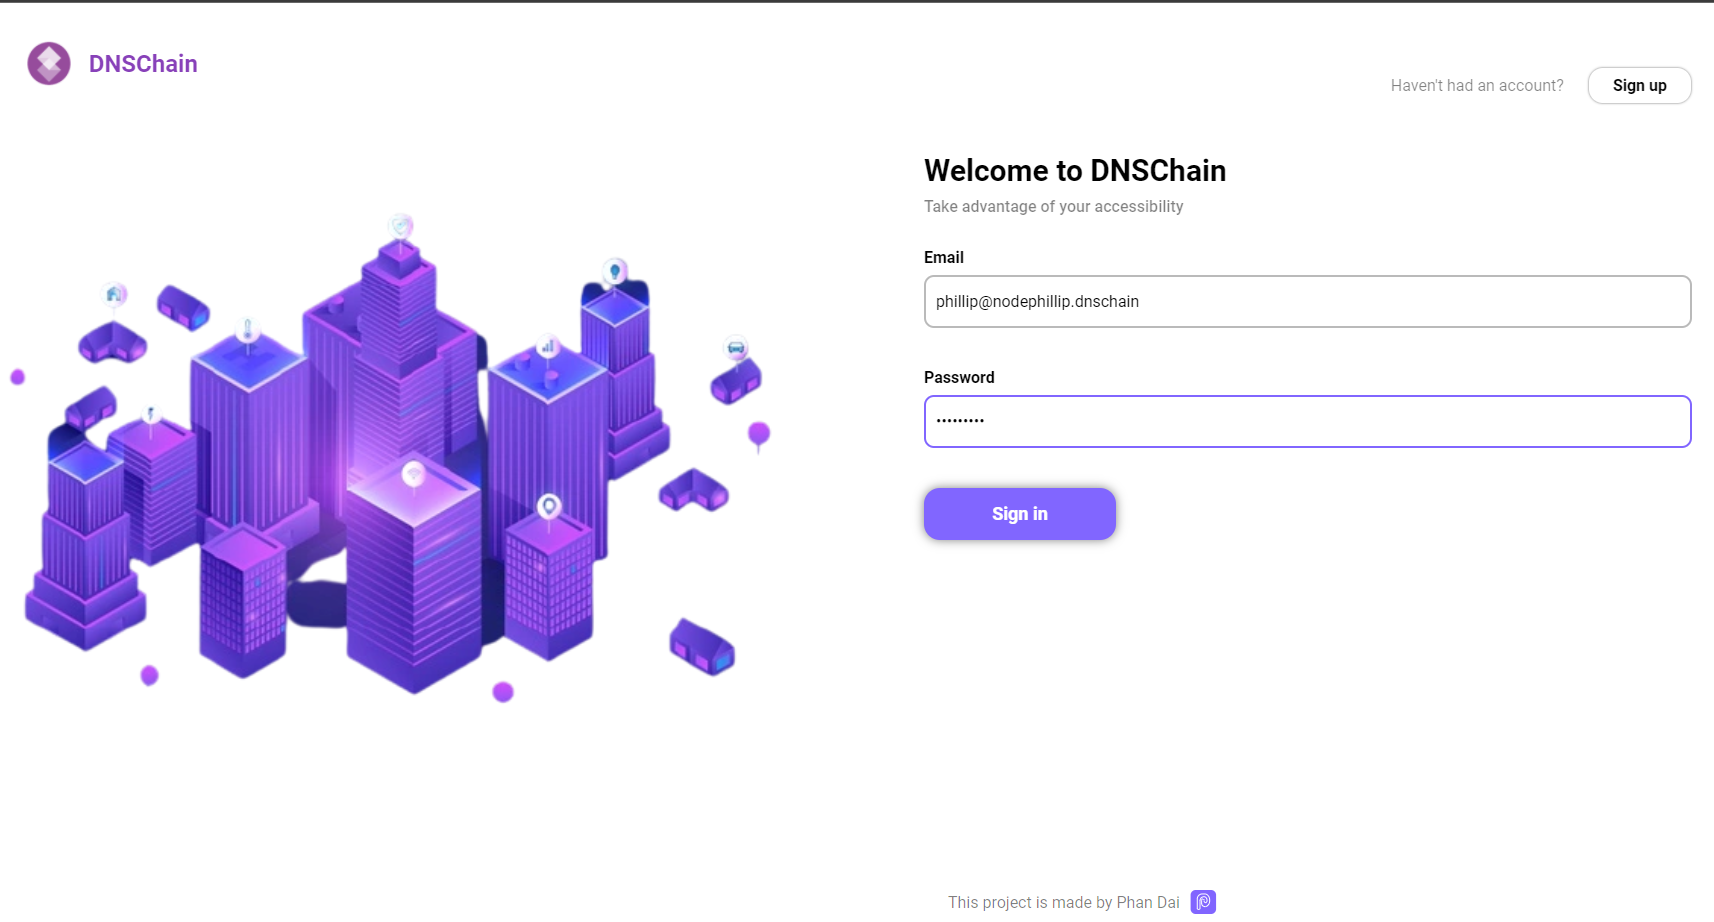 DNSChain
Haven't had an account?
Sign up
Welcome to DNSChain
Take advantage of your accessibility
Email
phillip@nodephillip.dnschain
Password
•••••••••
Sign in
This project is made by Phan Dai